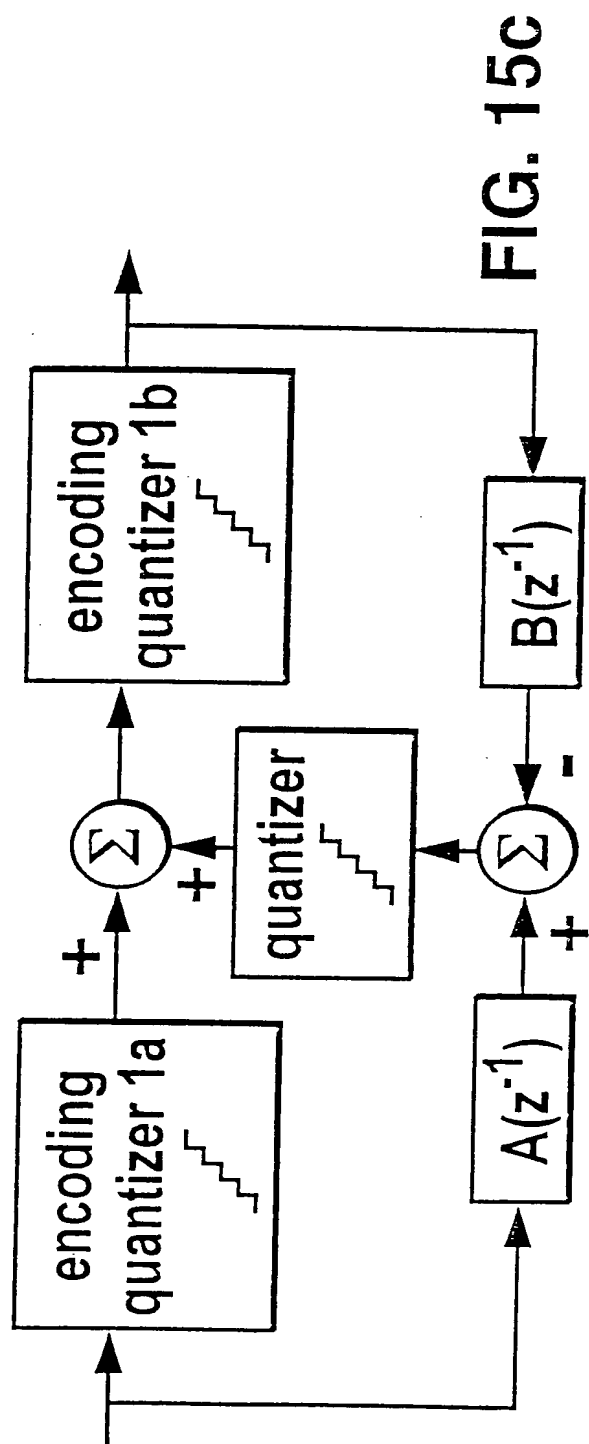 encoding
quantizer 1a
+
Σ
+
encoding
quantizer 1b
quantizer
A(z⁻¹)
+
Σ
-
B(z⁻¹)
FIG. 15c